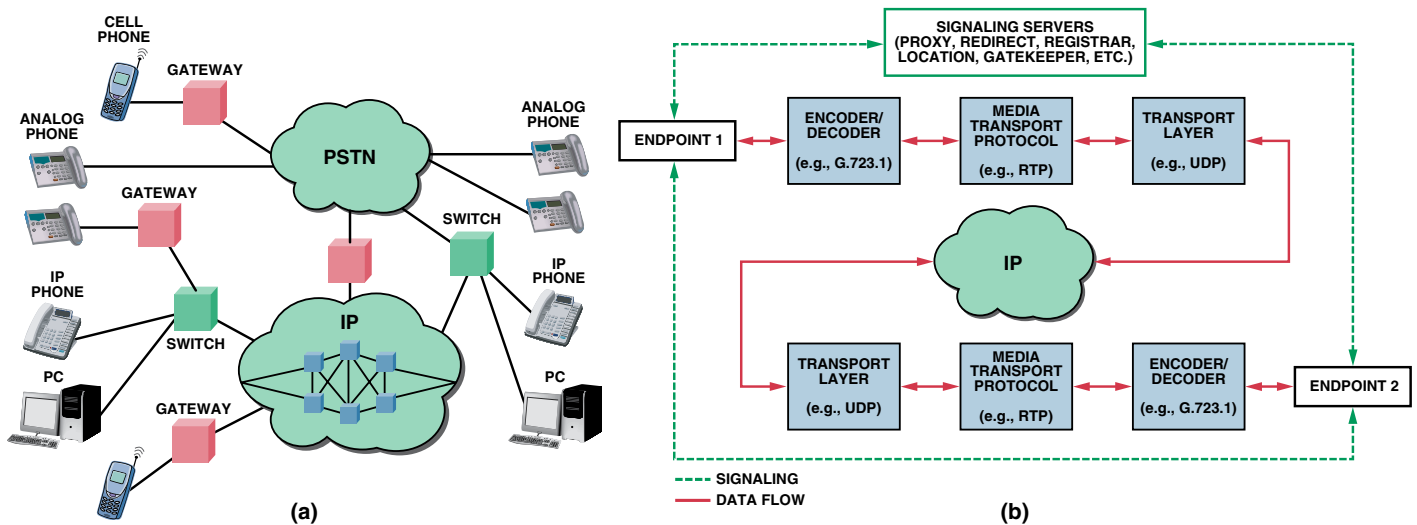 CELL
PHONE
GATEWAY
ANALOG
PHONE
ANALOG
PHONE
PSTN
GATEWAY
SWITCH
IP
PHONE
IP
PHONE
IP
SWITCH
PC
PC
GATEWAY
(a)
SIGNALING SERVERS
(PROXY, REDIRECT, REGISTRAR,
LOCATION, GATEKEEPER, ETC.)
ENDPOINT 1
ENCODER/
DECODER
(e.g., G.723.1)
MEDIA
TRANSPORT
PROTOCOL
(e.g., RTP)
TRANSPORT
LAYER
(e.g., UDP)
IP
TRANSPORT
LAYER
(e.g., UDP)
MEDIA
TRANSPORT
PROTOCOL
(e.g., RTP)
ENCODER/
DECODER
(e.g., G.723.1)
ENDPOINT 2
SIGNALING
DATA FLOW
(b)